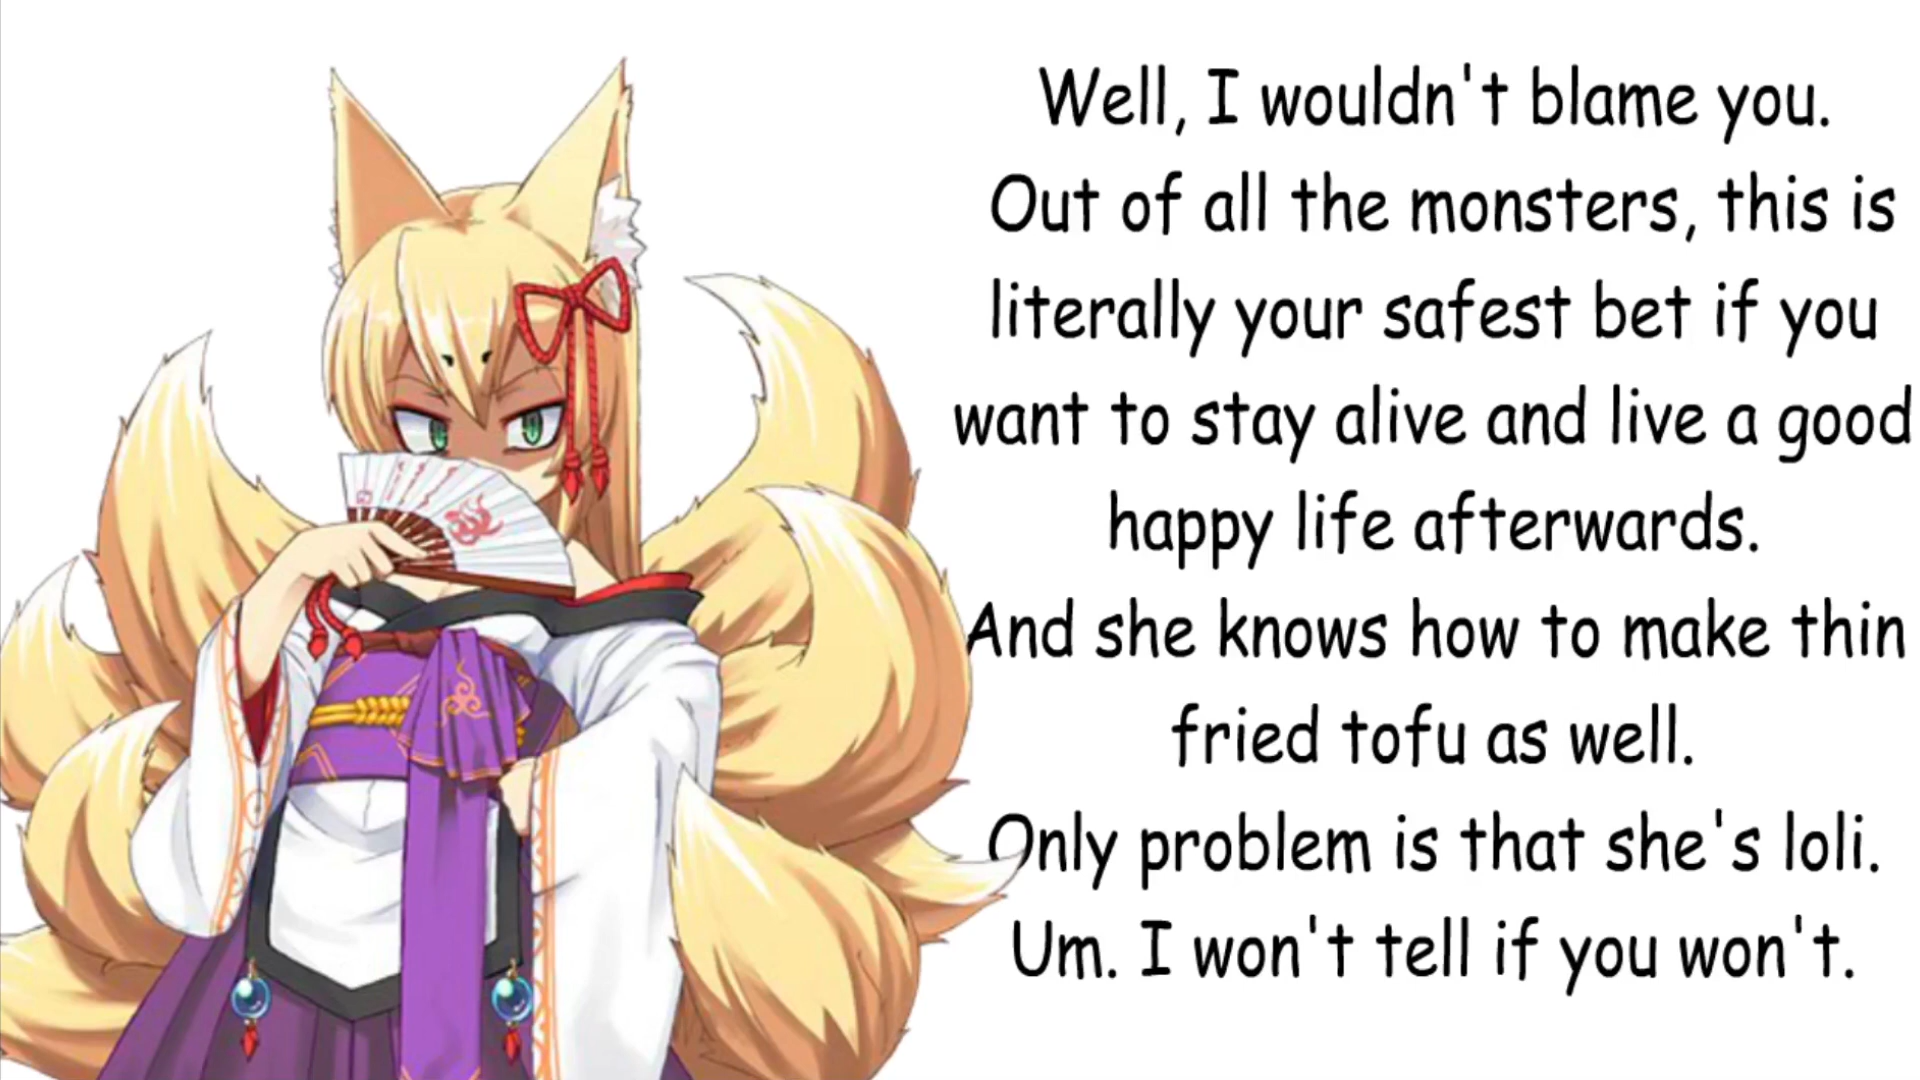 Well, I wouldn't blame you.
Out of all the monsters, this is
literally your safest bet if you
want to stay alive and live a good
happy life afterwards.
And she knows how to make thin
fried tofu as well.
Only problem is that she's loli.
Um. I won't tell if you won't.